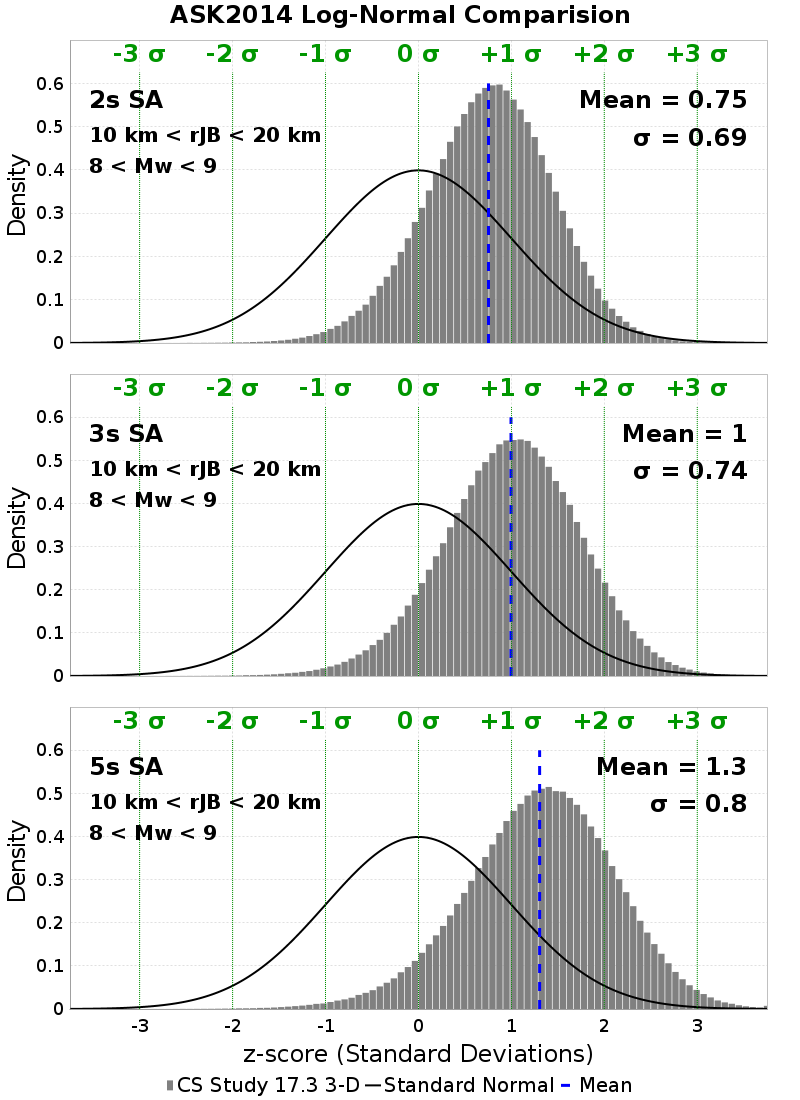 ASK2014 Log-Normal Comparision
-3 σ -2 σ -1 σ 0 σ +1 σ +2 σ +3 σ
2s SA
Mean = 0.75
10 km < rJB < 20 km
σ = 0.69
8 < Mw < 9
Density
0.6
0.5
0.4
0.3
0.2
0.1
0
-3 σ -2 σ -1 σ 0 σ +1 σ +2 σ +3 σ
3s SA
Mean = 1
10 km < rJB < 20 km
σ = 0.74
8 < Mw < 9
Density
0.6
0.5
0.4
0.3
0.2
0.1
0
-3 σ -2 σ -1 σ 0 σ +1 σ +2 σ +3 σ
5s SA
Mean = 1.3
10 km < rJB < 20 km
σ = 0.8
8 < Mw < 9
Density
0.6
0.5
0.4
0.3
0.2
0.1
0
-3 -2 -1 0 1 2 3
z-score (Standard Deviations)
CS Study 17.3 3-D Standard Normal Mean